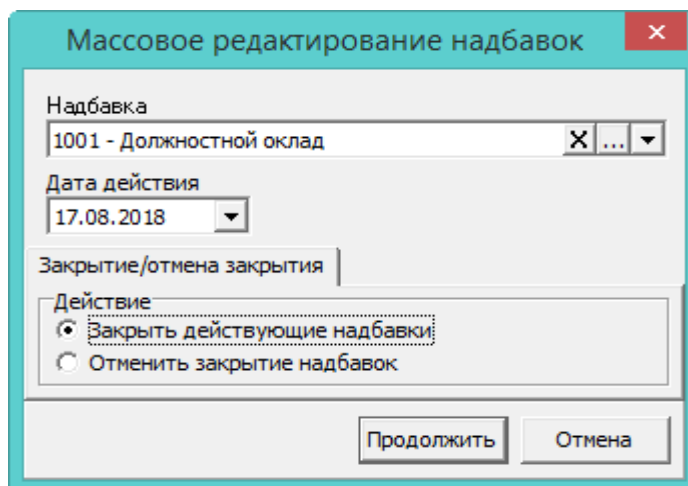 Массовое редактирование надбавок
Надбавка
1001 - Должностной оклад
Дата действия
17.08.2018
Закрытие/отмена закрытия
Действие
Закрыть действующие надбавки
Отменить закрытие надбавок
Продолжить Отмена